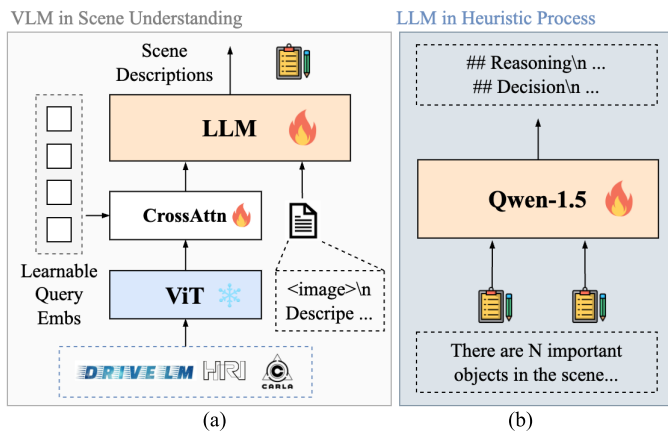 VLM in Scene Understanding
Scene
Descriptions
LLM
CrossAttn
Learnable
Query
Embs
ViT
<image>\n
Descripe ...
DRIVE LM HRI CARLA
(a)
LLM in Heuristic Process
## Reasoning\n ...
## Decision\n ...
Qwen-1.5
There are N important
objects in the scene...
(b)